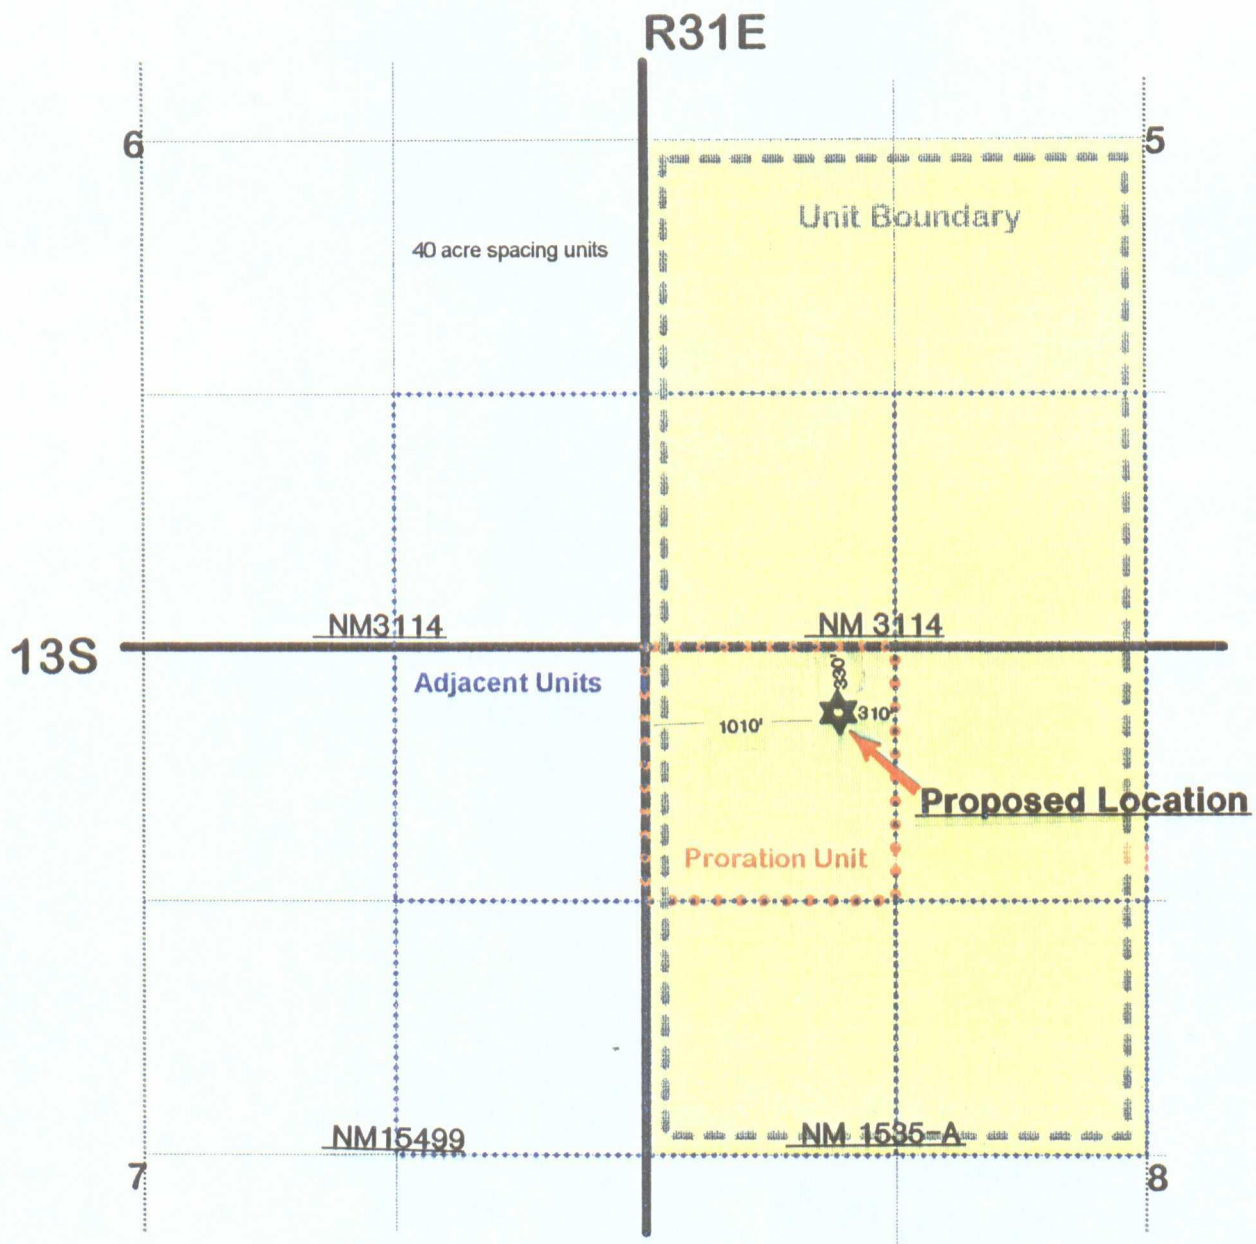 R31E
6
5
Unit Boundary
40 acre spacing units
NM3114
NM 3114
13S
Adjacent Units
330'
310'
1010'
Proposed Location
Proration Unit
NM15499
NM 1535-A
7
8